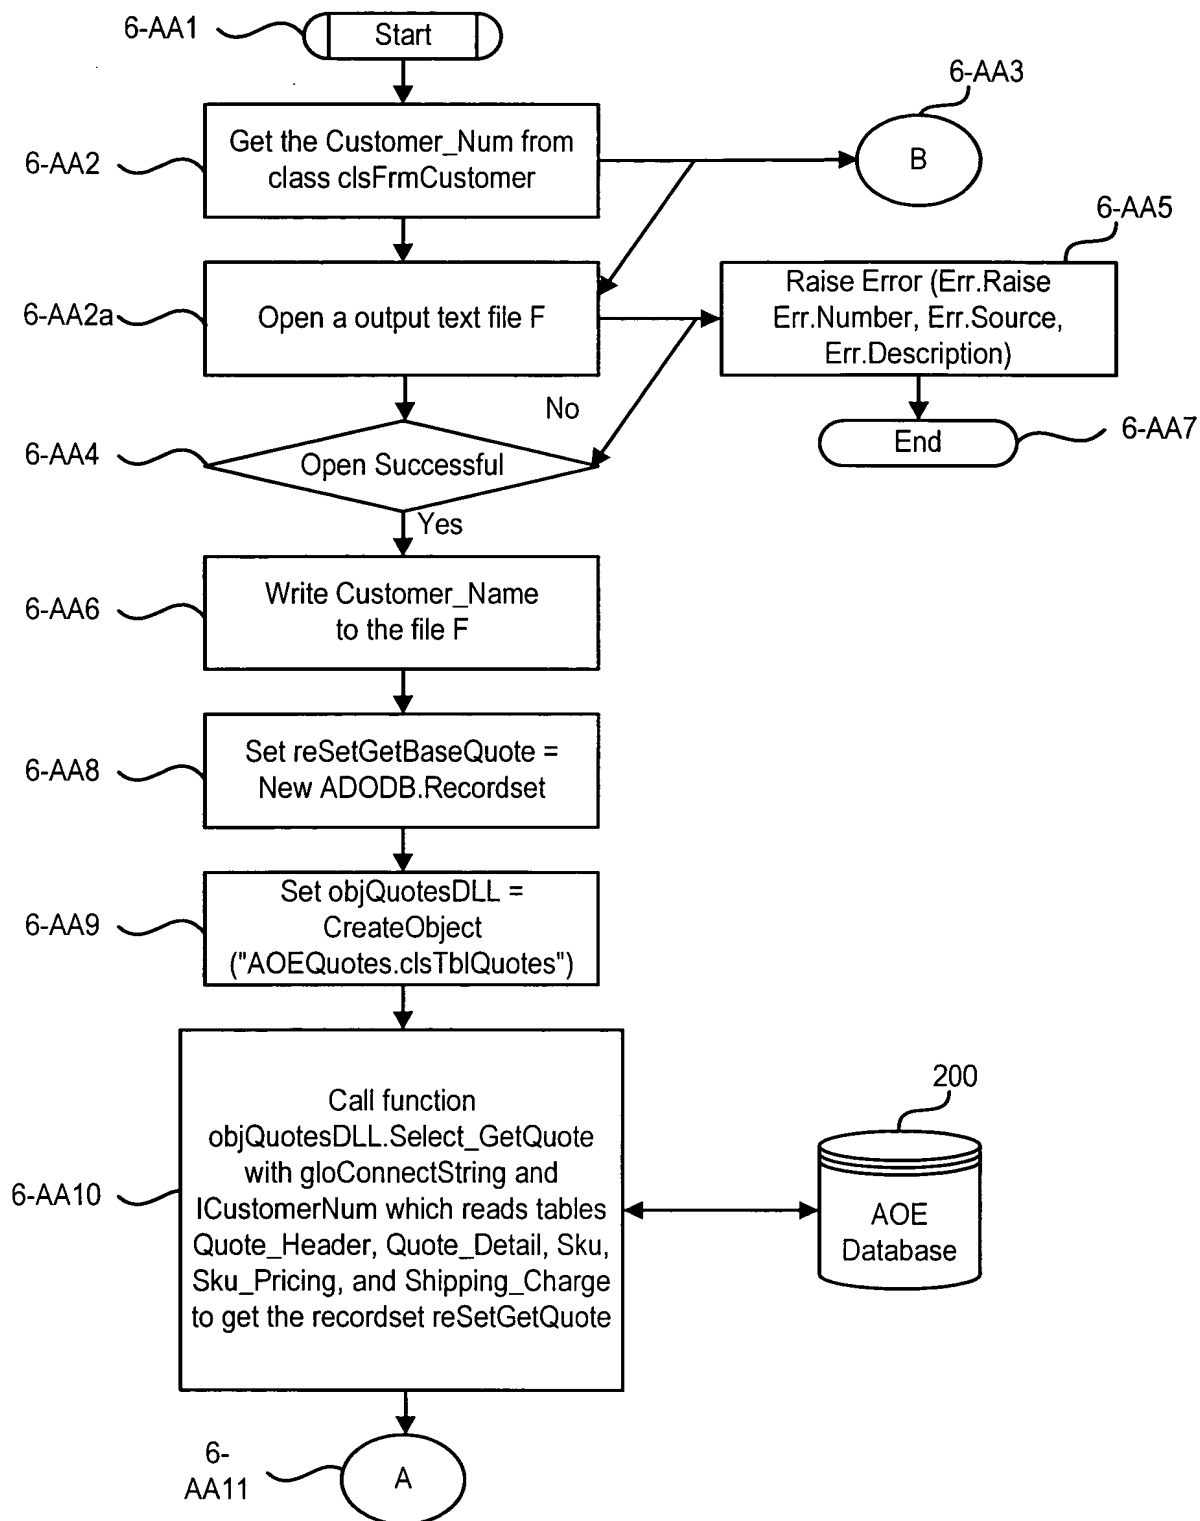 6-AA1
Start
6-AA3
B
6-AA2
Get the Customer_Num from
class clsFrmCustomer
6-AA5
6-AA2a
Open a output text file F
Raise Error (Err.Raise
Err.Number, Err.Source,
Err.Description)
No
6-AA4
Open Successful
End
6-AA7
Yes
6-AA6
Write Customer_Name
to the file F
6-AA8
Set reSetGetBaseQuote =
New ADODB.Recordset
6-AA9
Set objQuotesDLL =
CreateObject
("AOEQuotes.clsTblQuotes")
6-AA10
Call function
objQuotesDLL.Select_GetQuote
with gloConnectString and
lCustomerNum which reads tables
Quote_Header, Quote_Detail, Sku,
Sku_Pricing, and Shipping_Charge
to get the recordset reSetGetQuote
200
AOE
Database
6-
AA11
A